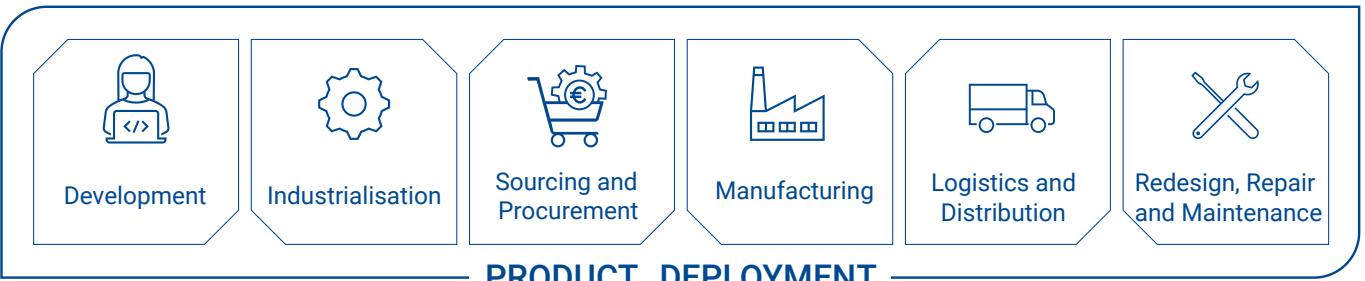 </>
€
Development
Industrialisation
Sourcing and
Procurement
Manufacturing
Logistics and
Distribution
Redesign, Repair
and Maintenance
PRODUCT DEPLOYMENT